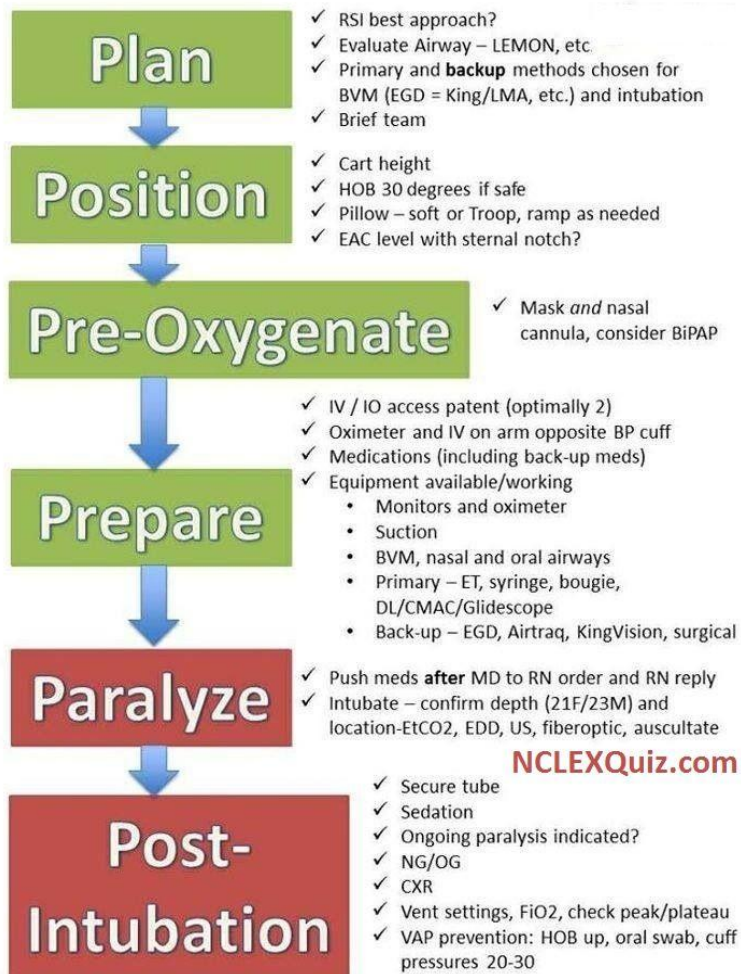 Plan
✓ RSI best approach?
✓ Evaluate Airway – LEMON, etc
✓ Primary and backup methods chosen for
BVM (EGD = King/LMA, etc.) and intubation
✓ Brief team
Position
✓ Cart height
✓ HOB 30 degrees if safe
✓ Pillow – soft or Troop, ramp as needed
✓ EAC level with sternal notch?
Pre-Oxygenate
✓ Mask and nasal
cannula, consider BiPAP
Prepare
✓ IV / IO access patent (optimally 2)
✓ Oximeter and IV on arm opposite BP cuff
✓ Medications (including back-up meds)
✓ Equipment available/working
• Monitors and oximeter
• Suction
• BVM, nasal and oral airways
• Primary – ET, syringe, bougie,
DL/CMAC/Glidescope
• Back-up – EGD, Airtraq, KingVision, surgical
Paralyze
✓ Push meds after MD to RN order and RN reply
✓ Intubate – confirm depth (21F/23M) and
location-EtCO2, EDD, US, fiberoptic, auscultate
NCLEXQuiz.com
Post-
Intubation
✓ Secure tube
✓ Sedation
✓ Ongoing paralysis indicated?
✓ NG/OG
✓ CXR
✓ Vent settings, FiO2, check peak/plateau
✓ VAP prevention: HOB up, oral swab, cuff
pressures 20-30